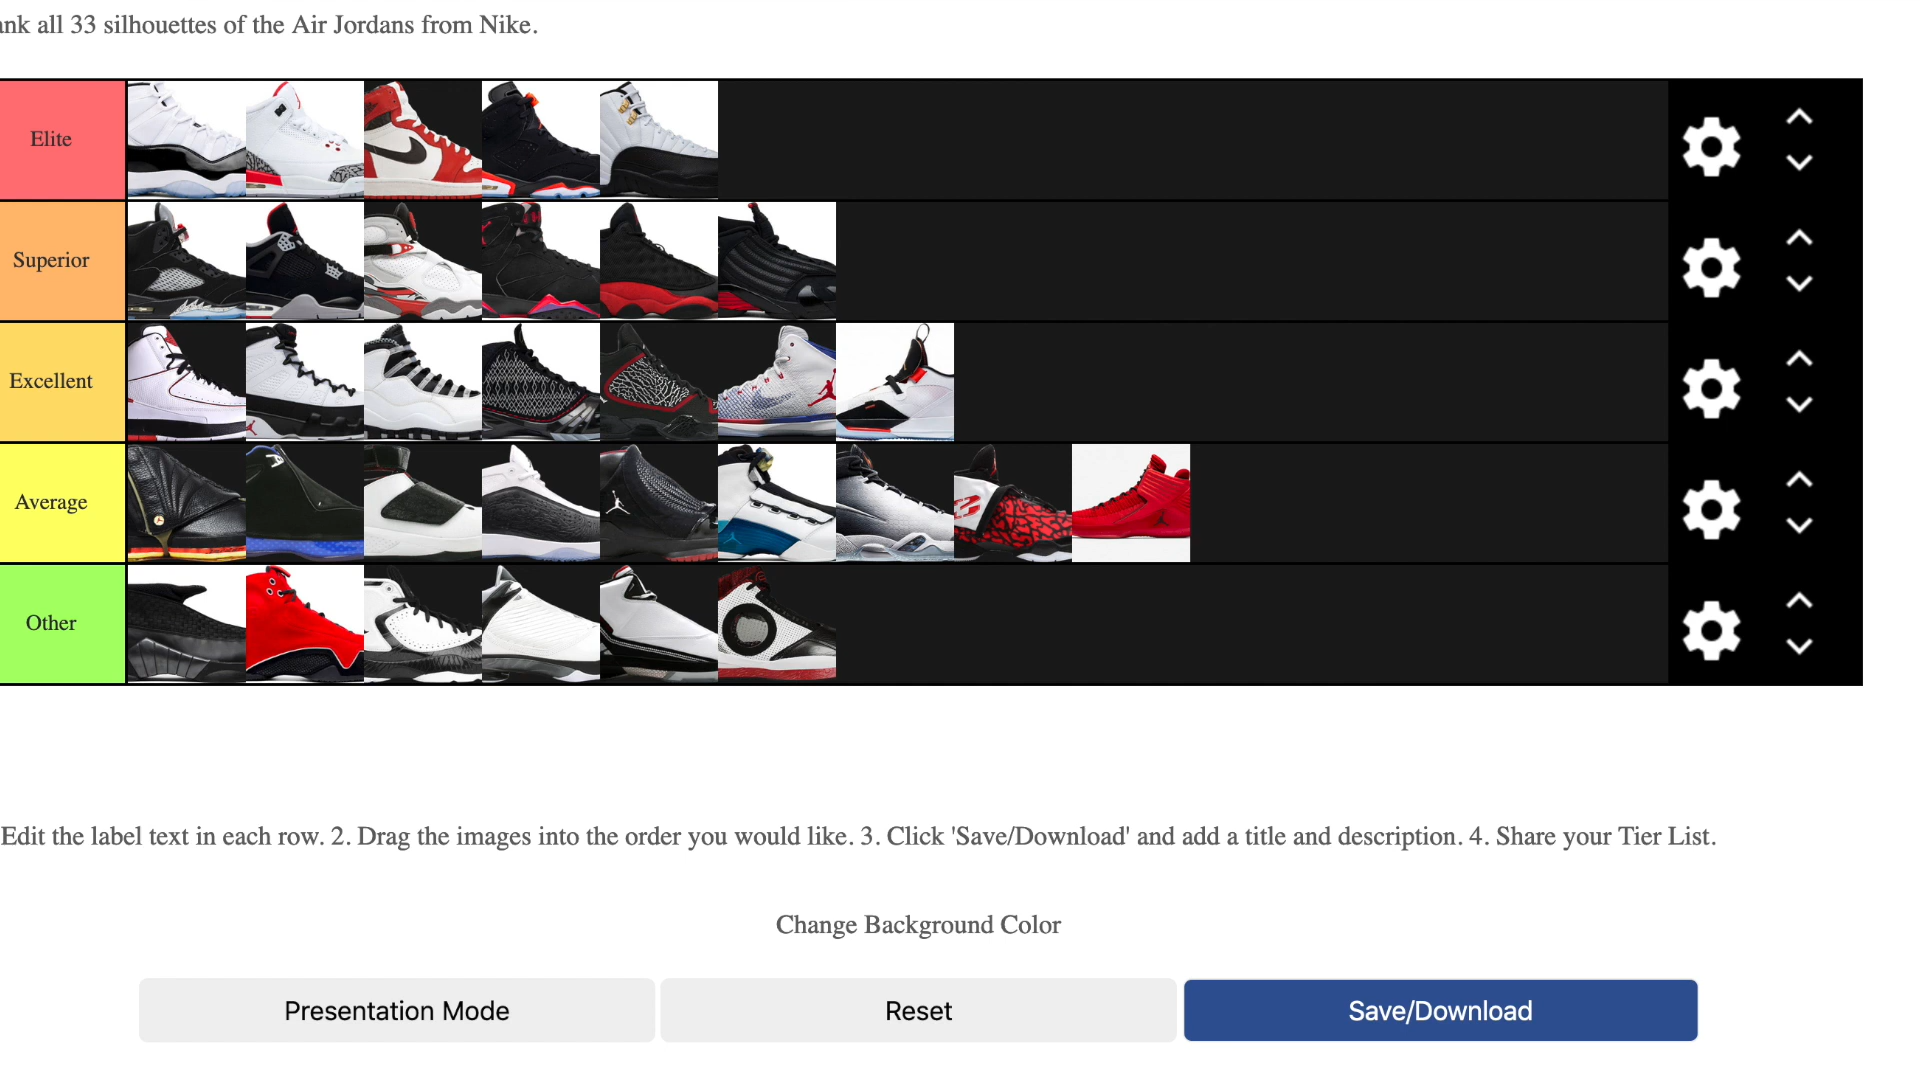 ank all 33 silhouettes of the Air Jordans from Nike.
Elite
Superior
Excellent
Average
Other
Edit the label text in each row. 2. Drag the images into the order you would like. 3. Click 'Save/Download' and add a title and description. 4. Share your Tier List.
Change Background Color
Presentation Mode
Reset
Save/Download